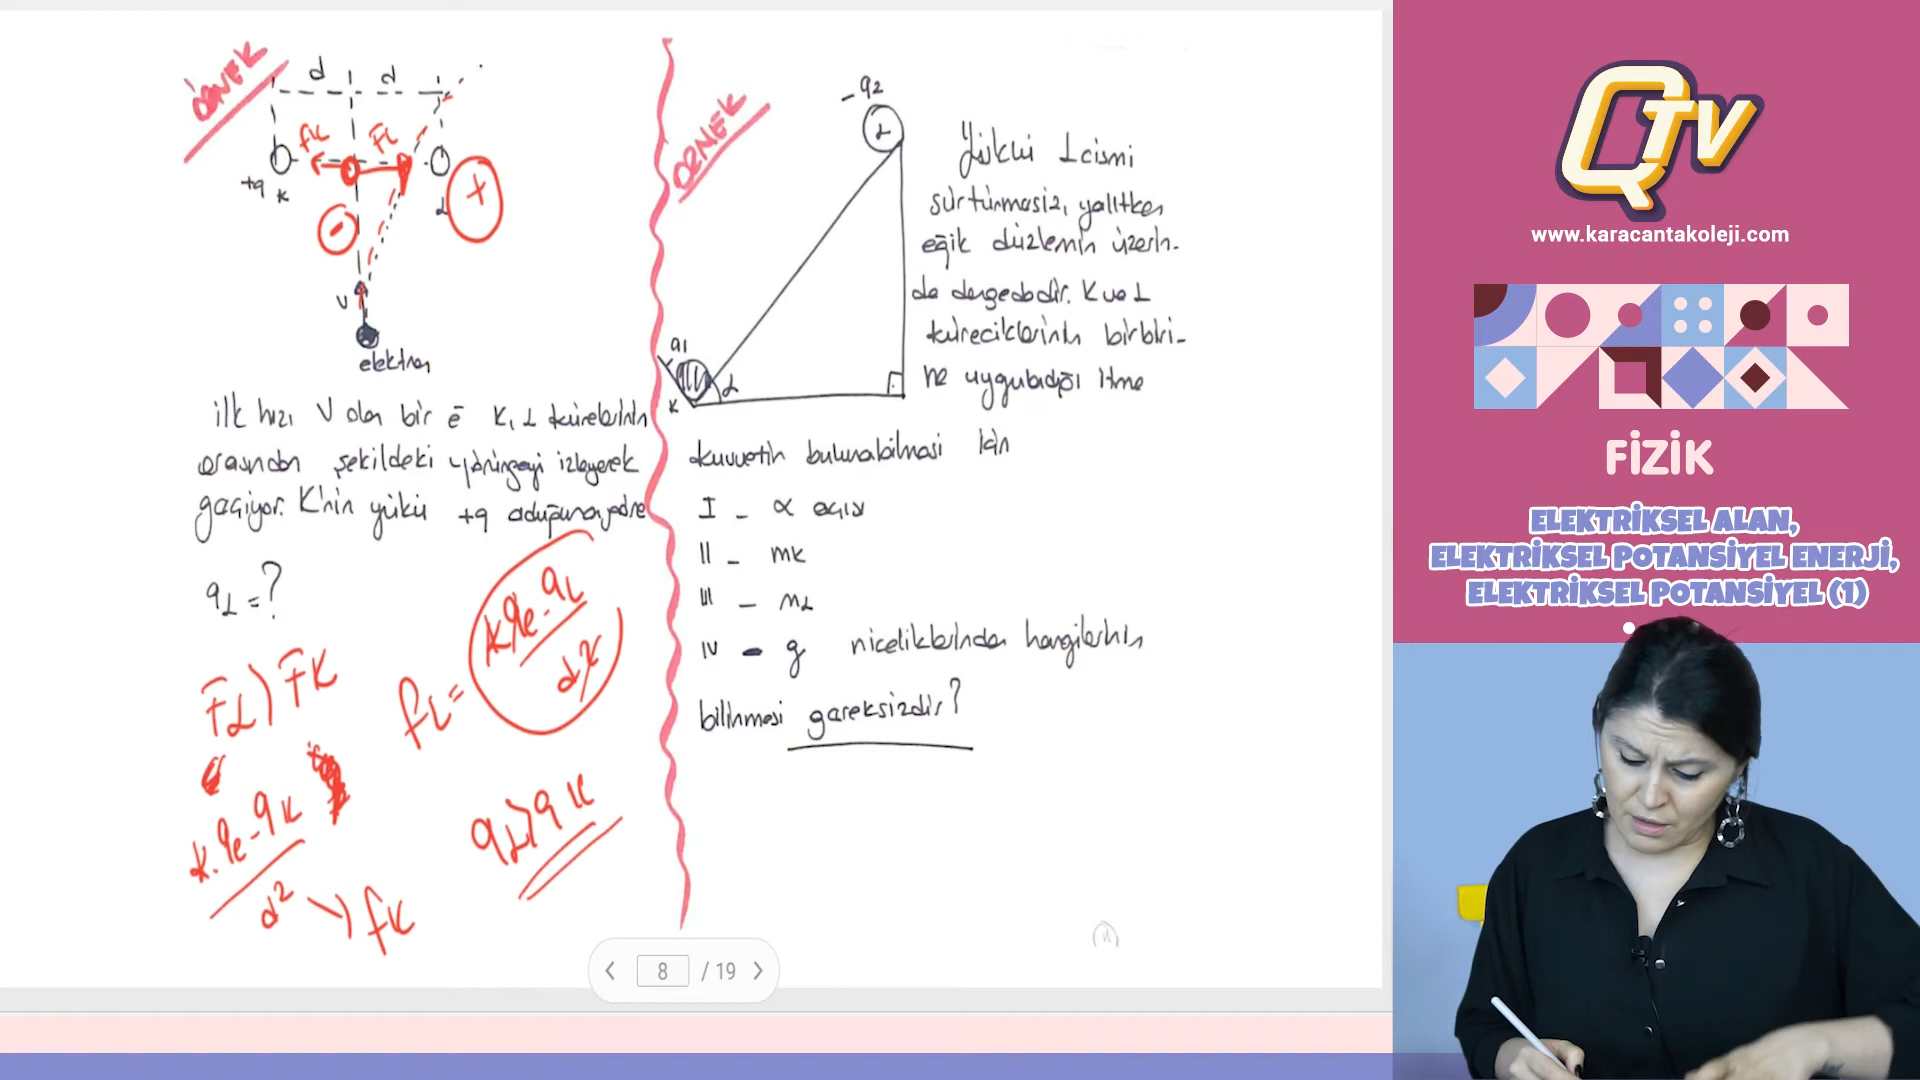 ÖRNEK
d d
FK FL
+q K L +
-
V
elektron
ilk hızı V olan bir e K, L kürelerinin
arasından şekildeki yörüngeyi izleyerek
geçiyor. K'nin yükü +q olduğuna göre
qL = ?
FL > FK
k.qe-qK
d²
> fK
fL = k.qe-qL
d²
qL > qK
ÖRNEK
- q2
L
q1
K α
Yüklü L cismi
sürtünmesiz, yalıtken
eğik düzlemin üzerin-
de dengededir. K ve L
küreciklerinin birbiri-
ne uyguladığı itme
kuvvetin bulunabilmesi için
I - α açısı
II - mK
III - mL
IV - g niceliklerinden hangilerinin
bilinmesi gereksizdir?
8 / 19
QTV
www.karacantakoleji.com
FİZİK
ELEKTRİKSEL ALAN,
ELEKTRİKSEL POTANSİYEL ENERJİ,
ELEKTRİKSEL POTANSİYEL (1)